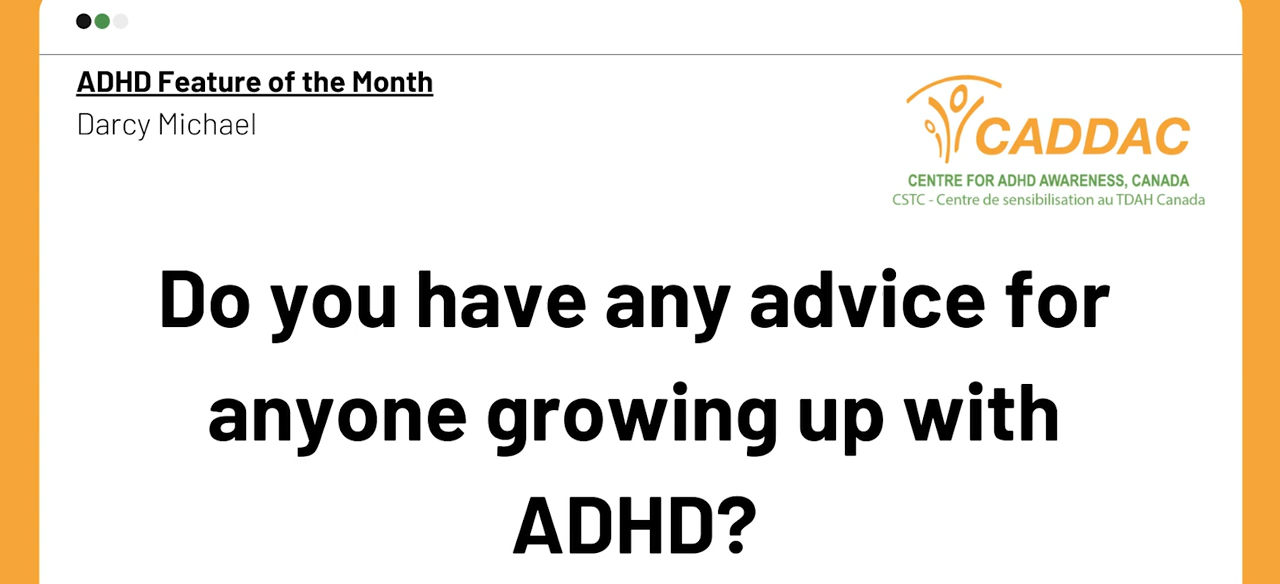 ADHD Feature of the Month
Darcy Michael
CADDAC
CENTRE FOR ADHD AWARENESS, CANADA
CSTC - Centre de sensibilisation au TDAH Canada
Do you have any advice for
anyone growing up with
ADHD?